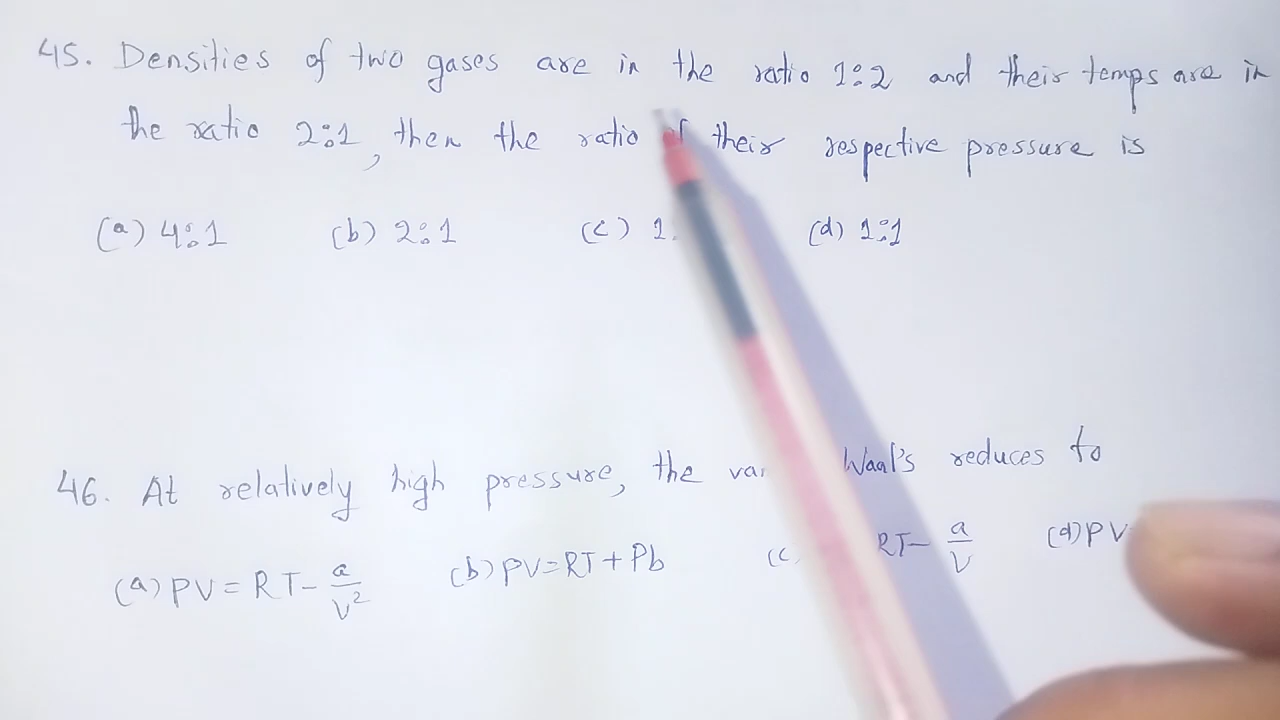 45. Densities of two gases are in the ratio 1:2 and their temps are in
the ratio 2:1, then the ratio of their respective pressure is
(a) 4:1 (b) 2:1 (c) 1: (d) 1:1
46. At relatively high pressure, the Waal's reduces to
(a) PV = RT - a/V² (b) PV = RT + Pb (c) RT - a/V (d) PV